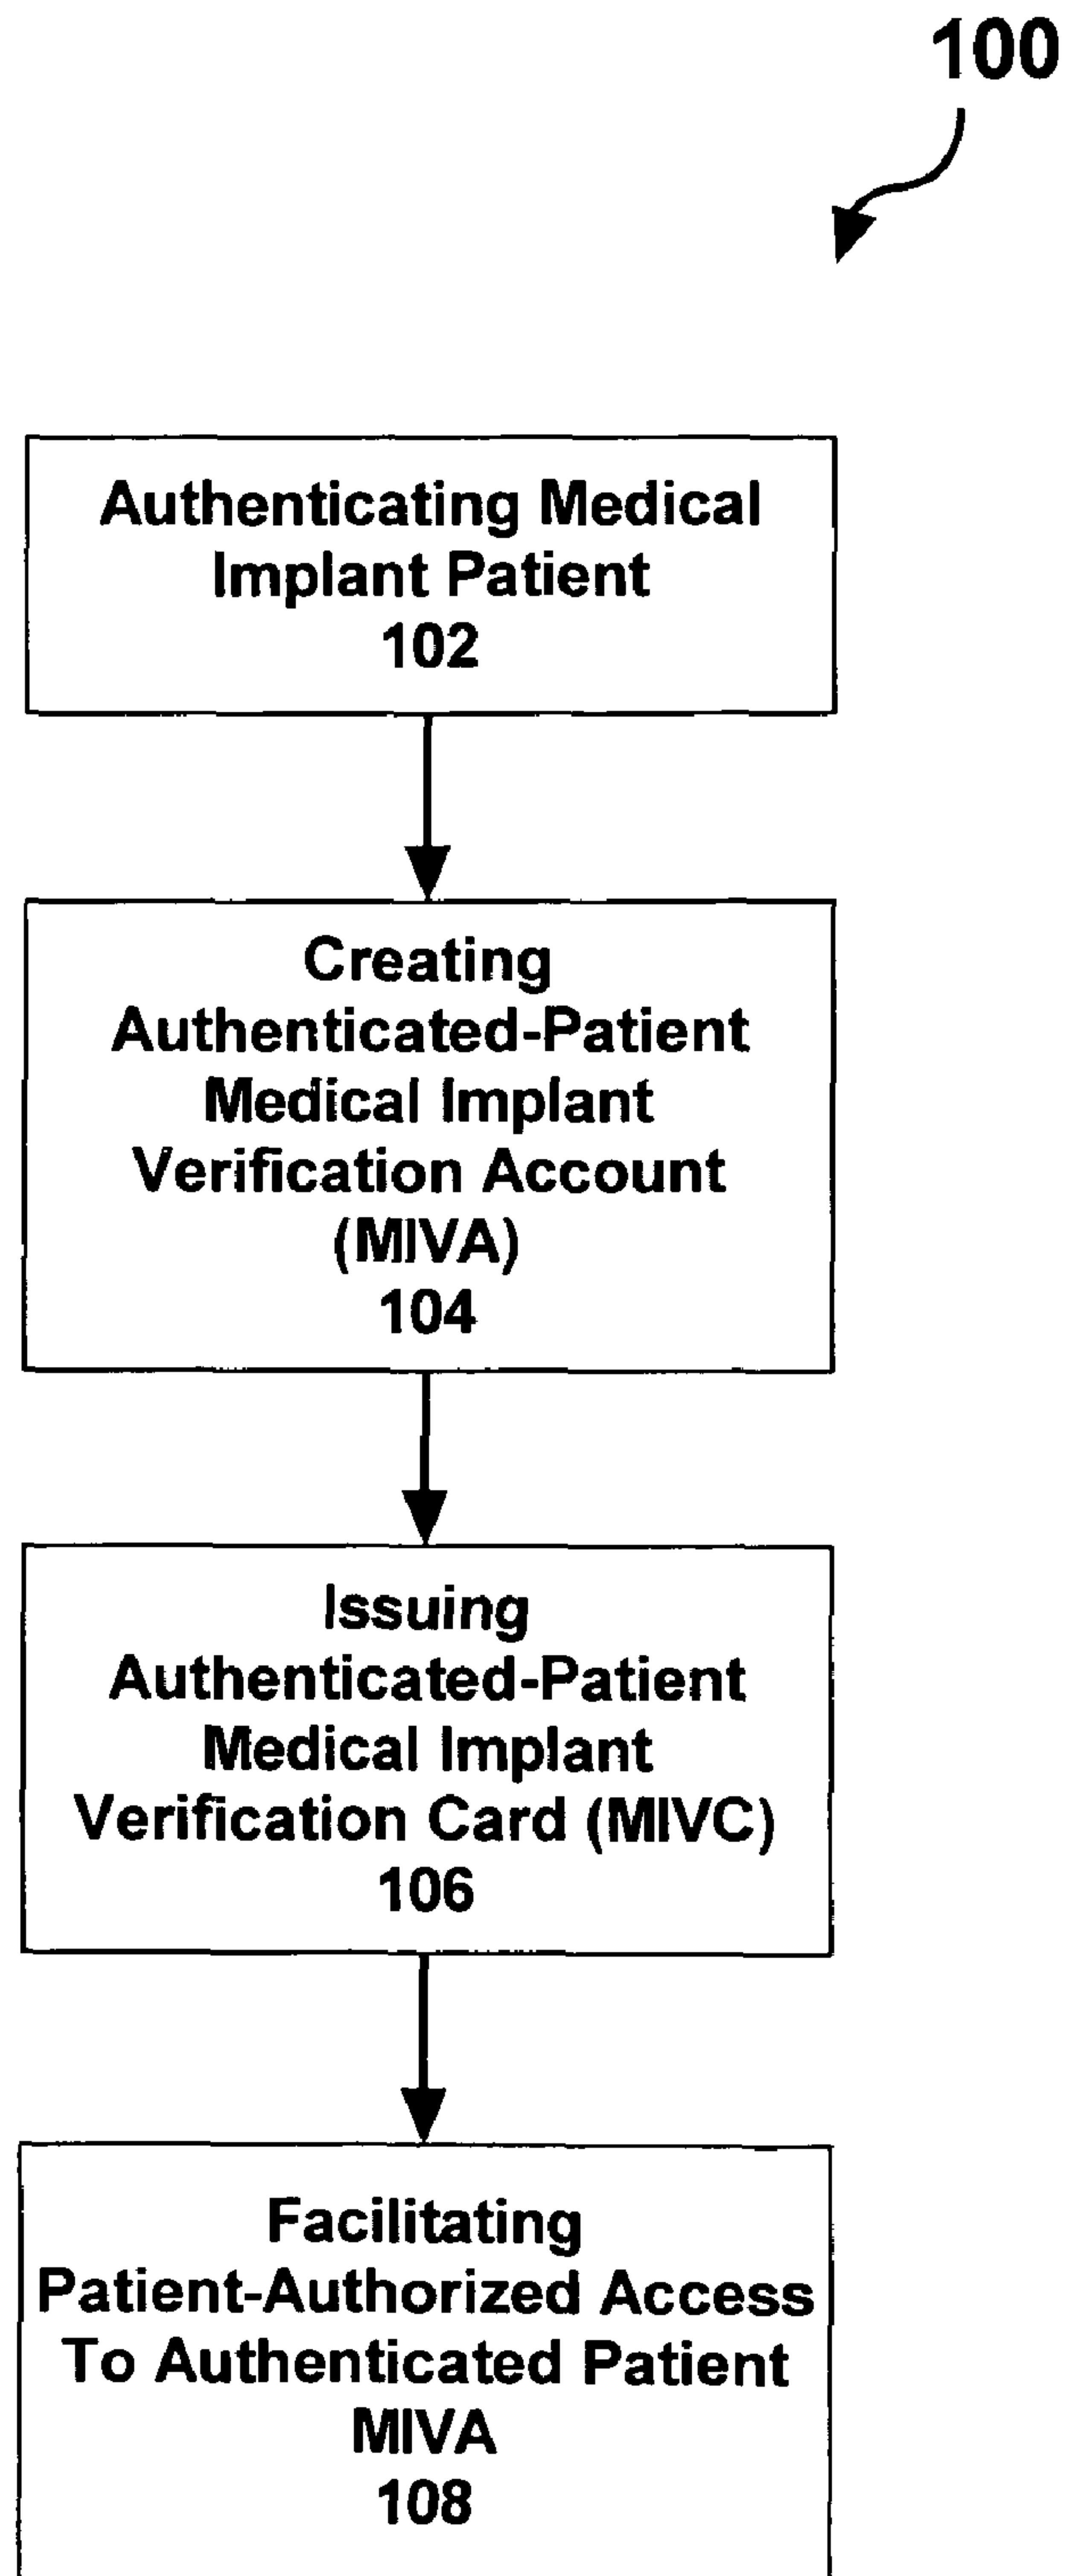 100
Authenticating Medical
Implant Patient
102
Creating
Authenticated-Patient
Medical Implant
Verification Account
(MIVA)
104
Issuing
Authenticated-Patient
Medical Implant
Verification Card (MIVC)
106
Facilitating
Patient-Authorized Access
To Authenticated Patient
MIVA
108